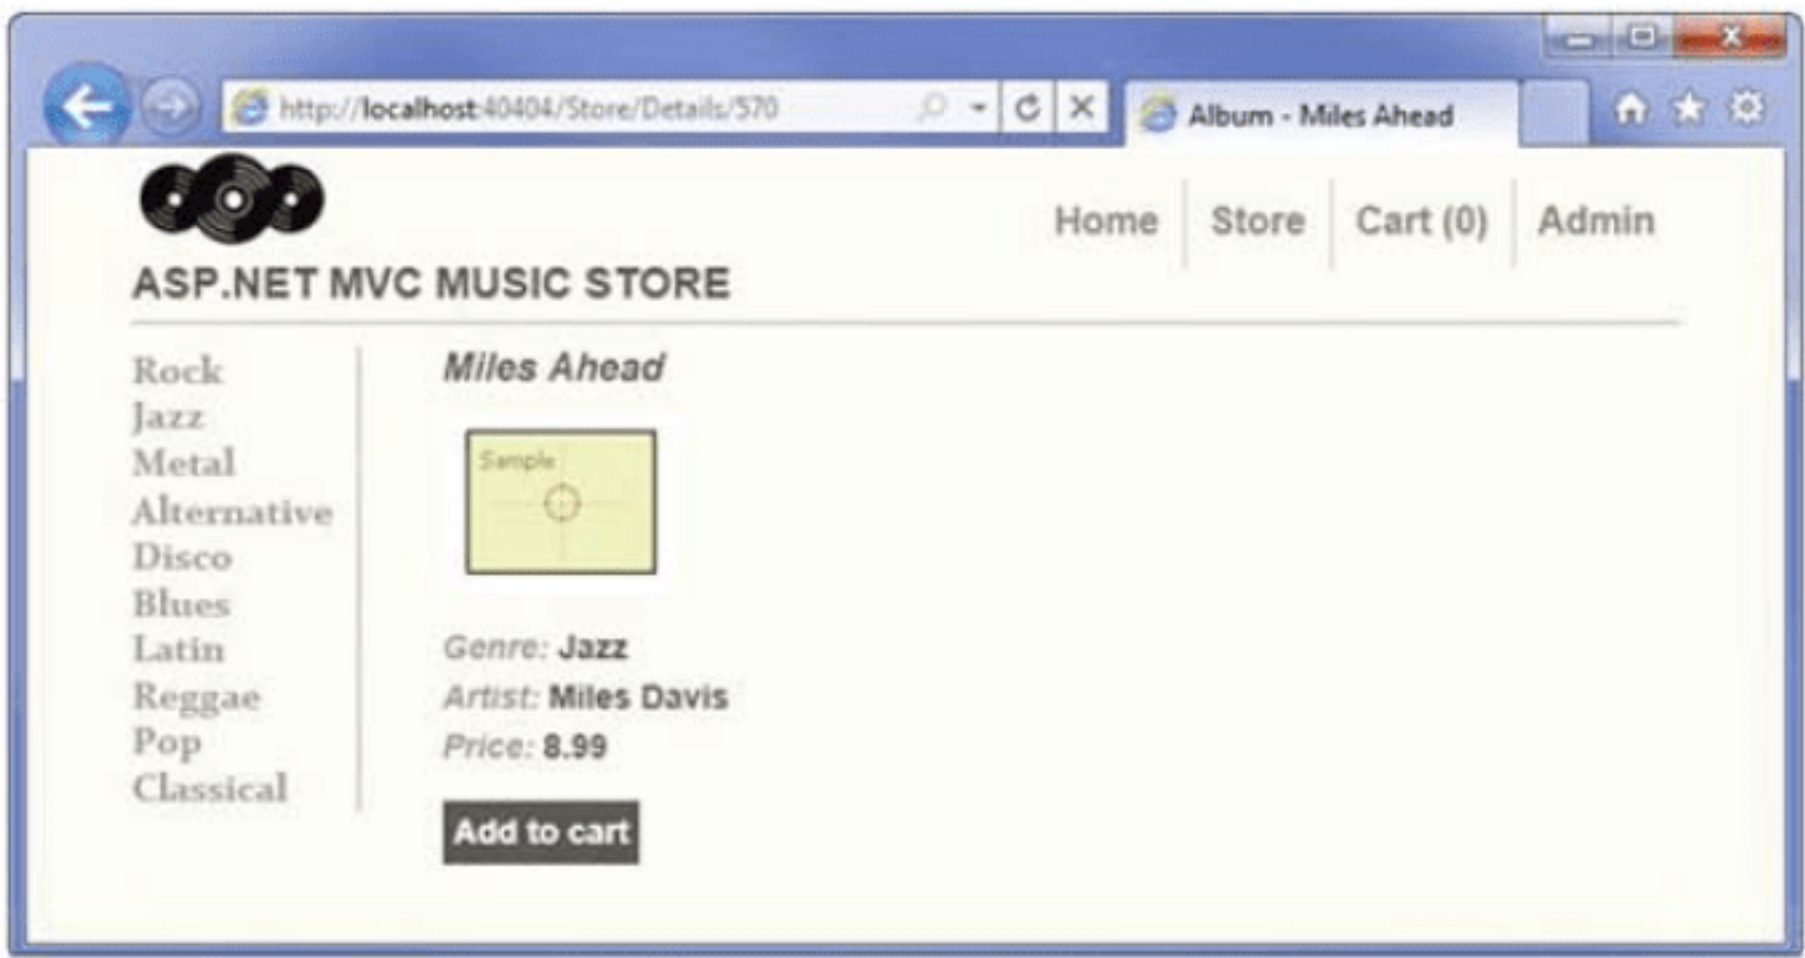 http://localhost:40404/Store/Details/570
Album - Miles Ahead
Home
Store
Cart (0)
Admin
ASP.NET MVC MUSIC STORE
Rock
Jazz
Metal
Alternative
Disco
Blues
Latin
Reggae
Pop
Classical
Miles Ahead
Sample
Genre: Jazz
Artist: Miles Davis
Price: 8.99
Add to cart